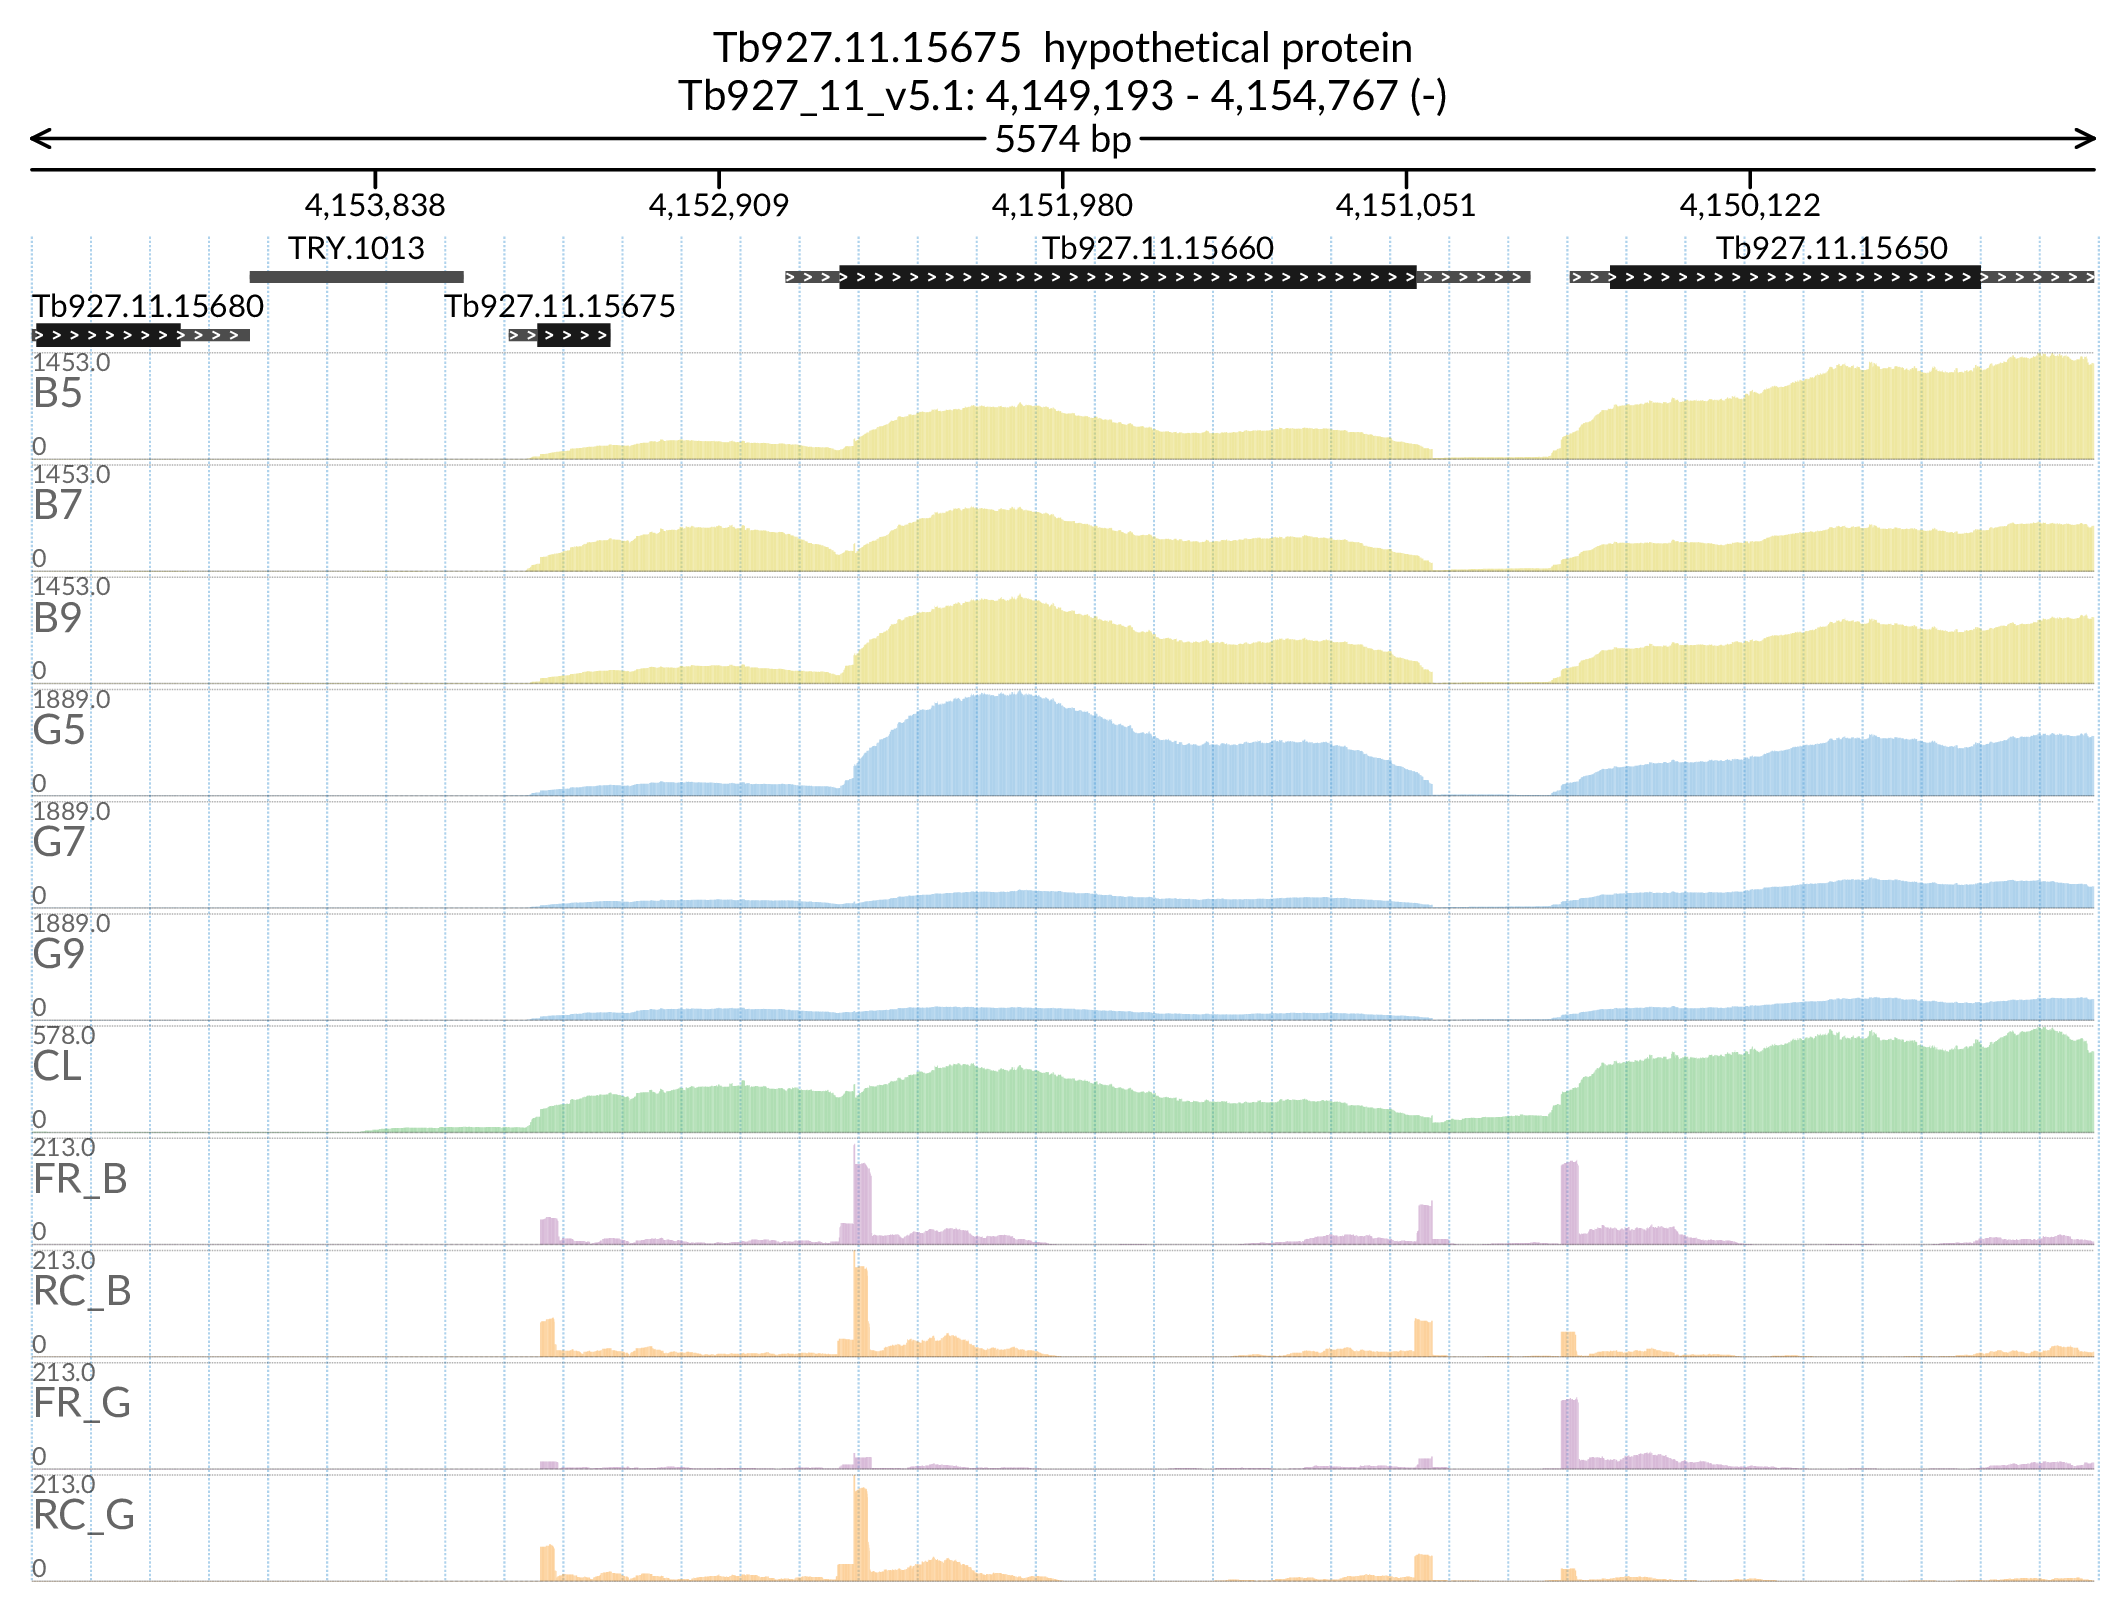 Tb927.11.15675  hypothetical protein
Tb927_11_v5.1: 4,149,193 - 4,154,767 (-)
5574 bp
4,153,838 4,152,909 4,151,980 4,151,051 4,150,122
TRY.1013 Tb927.11.15660 Tb927.11.15650
Tb927.11.15680 Tb927.11.15675
1453.0
B5
0
1453.0
B7
0
1453.0
B9
0
1889.0
G5
0
1889.0
G7
0
1889.0
G9
0
578.0
CL
0
213.0
FR_B
0
213.0
RC_B
0
213.0
FR_G
0
213.0
RC_G
0